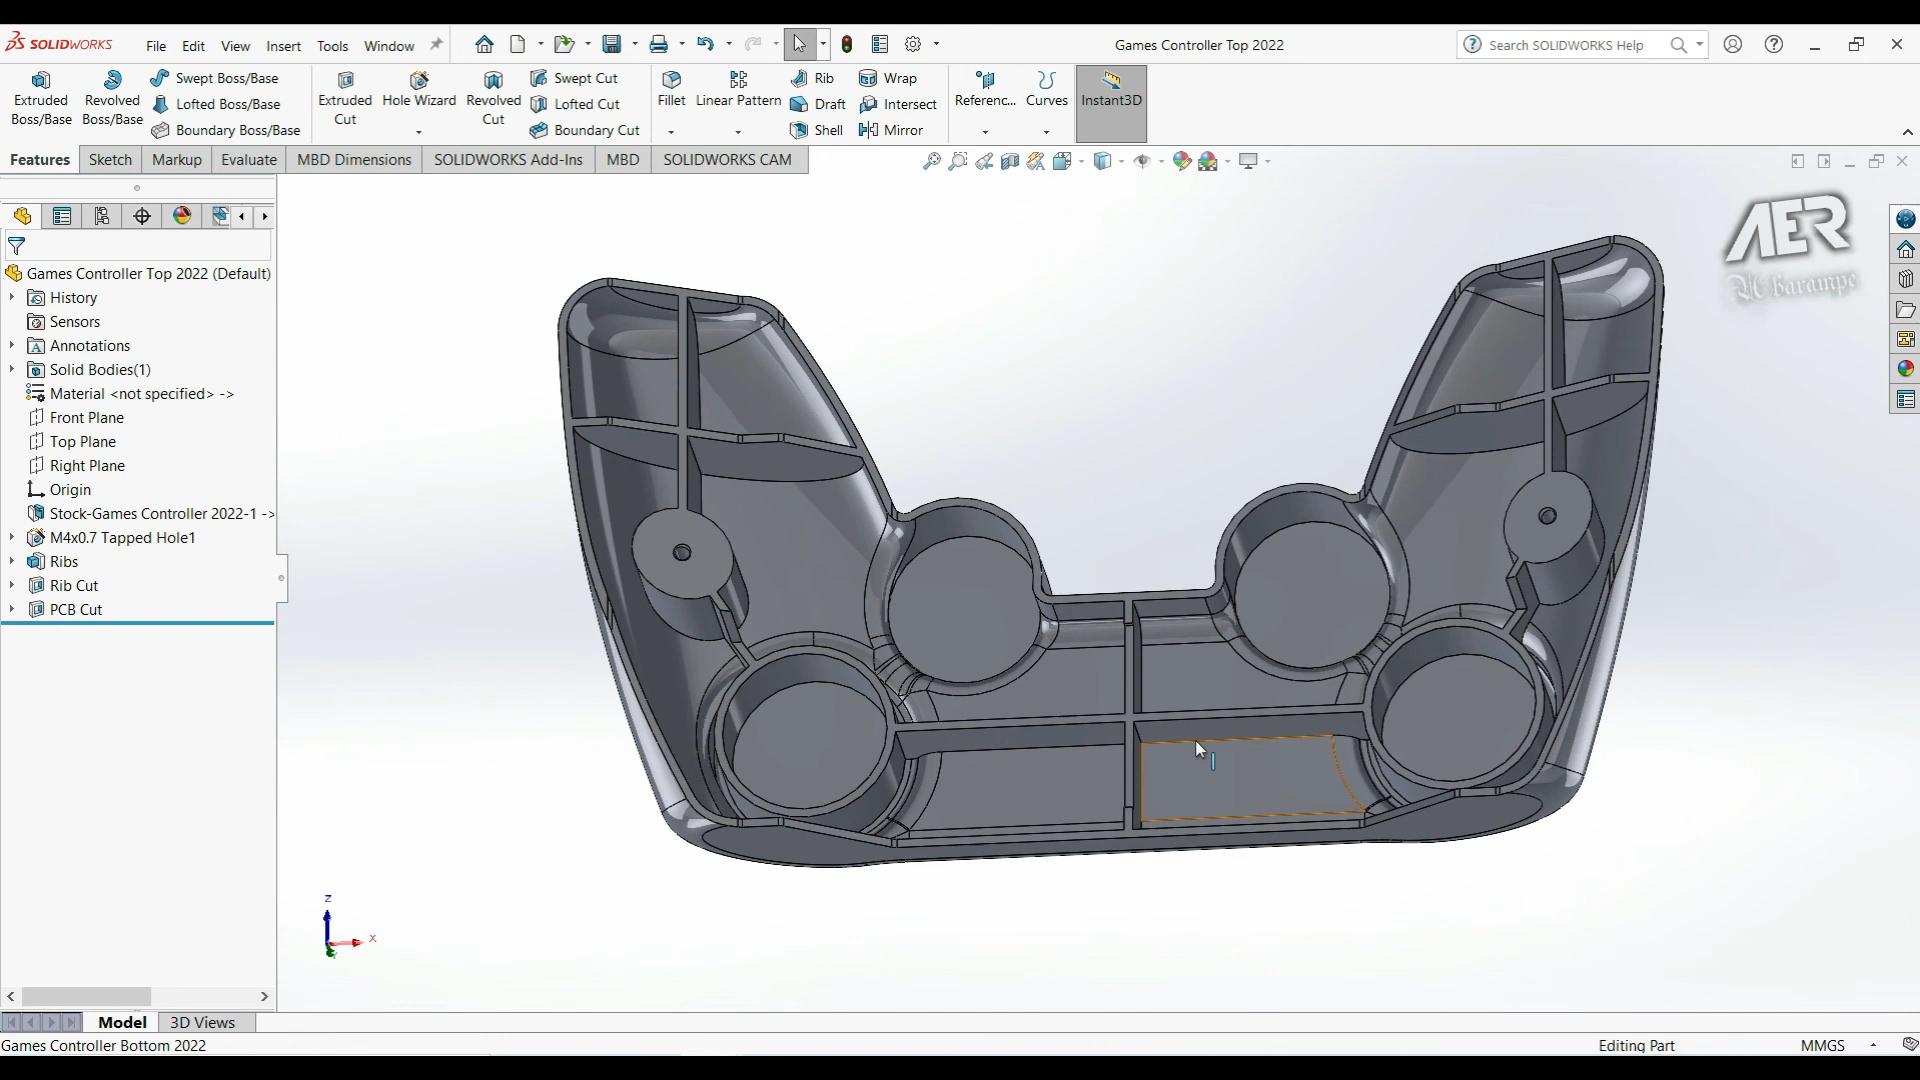 SOLIDWORKS
File Edit View Insert Tools Window
Games Controller Top 2022
Search SOLIDWORKS Help
Extruded Boss/Base
Revolved Boss/Base
Swept Boss/Base
Lofted Boss/Base
Boundary Boss/Base
Extruded Cut
Hole Wizard
Revolved Cut
Swept Cut
Lofted Cut
Boundary Cut
Fillet
Linear Pattern
Rib
Draft
Shell
Wrap
Intersect
Mirror
Referenc...
Curves
Instant3D
Features Sketch Markup Evaluate MBD Dimensions SOLIDWORKS Add-Ins MBD SOLIDWORKS CAM
AER
Games Controller Top 2022 (Default)
History
Sensors
Annotations
Solid Bodies(1)
Material <not specified> ->
Front Plane
Top Plane
Right Plane
Origin
Stock-Games Controller 2022-1 ->
M4x0.7 Tapped Hole1
Ribs
Rib Cut
PCB Cut
z
x
Model 3D Views
Games Controller Bottom 2022
Editing Part
MMGS